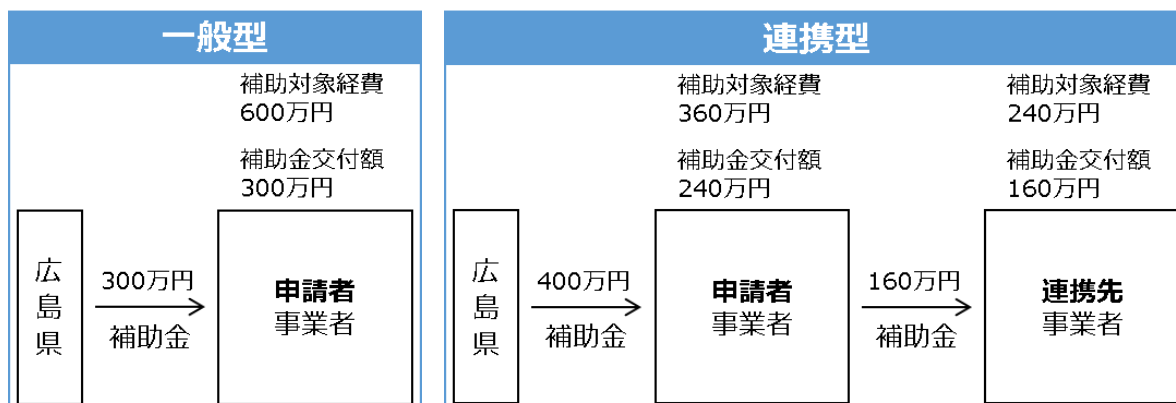 一般型
補助対象経費
600万円
補助金交付額
300万円
広島県
300万円
補助金
申請者
事業者
連携型
補助対象経費
360万円
補助金交付額
240万円
補助対象経費
240万円
補助金交付額
160万円
広島県
400万円
補助金
申請者
事業者
160万円
補助金
連携先
事業者